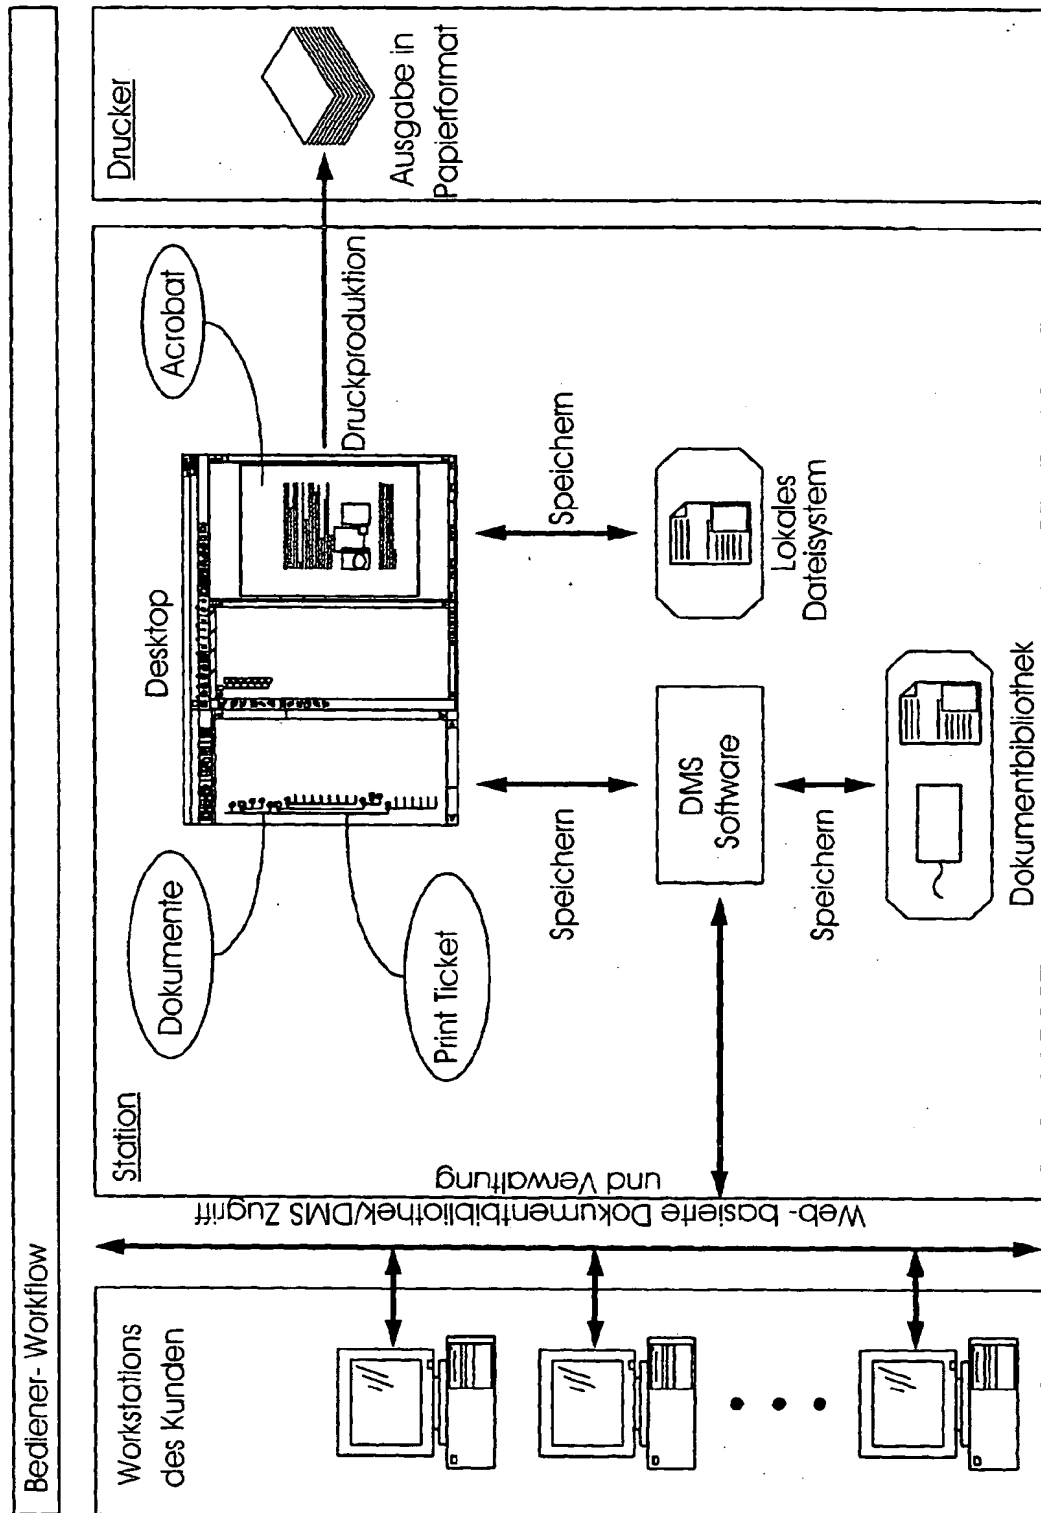 Bediener- Workflow
Workstations
des Kunden
Web- basierte Dokumentbibliothek/DMS Zugriff
und Verwaltung
Station
Dokumente
Print Ticket
Desktop
Acrobat
Speichern
Speichern
DMS
Software
Speichern
Lokales
Dateisystem
Dokumentbibliothek
Druckproduktion
Drucker
Ausgabe in
Papierformat